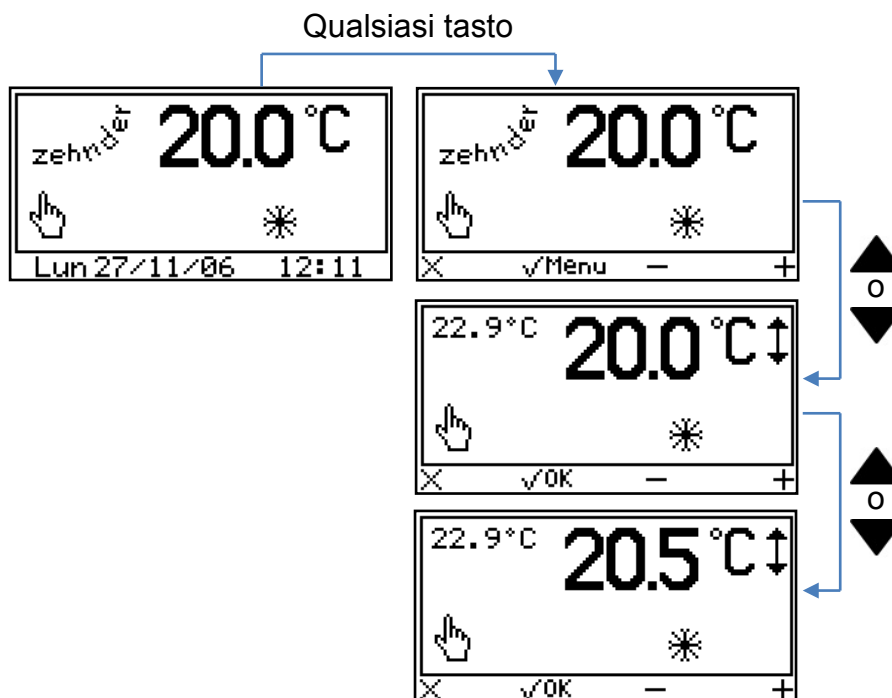 Qualsiasi tasto
zehnder 20.0°C
Lun 27/11/06 12:11
zehnder 20.0°C
X √Menu — +
o
22.9°C 20.0°C
X √OK — +
o
22.9°C 20.5°C
X √OK — +